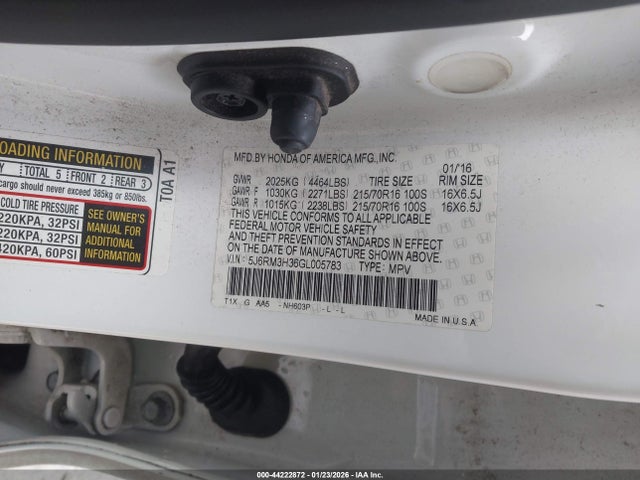 OADING INFORMATION
Y TOTAL 5 FRONT 2 REAR 3
cargo should never exceed 385kg or 850lbs.
COLD TIRE PRESSURE
220KPA, 32PSI
220KPA, 32PSI
420KPA, 60PSI
SEE OWNER'S
MANUAL FOR
ADDITIONAL
INFORMATION
T0A A1
MFD.BY HONDA OF AMERICA MFG.,INC. 01/16
GVWR 2025KG (4464LBS) TIRE SIZE RIM SIZE
GAWR F 1030KG (2271LBS) 215/70R16 100S 16X6.5J
GAWR R 1015KG (2238LBS) 215/70R16 100S 16X6.5J
THIS VEHICLE CONFORMS TO ALL APPLICABLE
FEDERAL MOTOR VEHICLE SAFETY
AND THEFT PREVENTION STANDARDS IN EFFECT
ON THE DATE OF MANUFACTURE SHOWN ABOVE.
V.I.N: 5J6RM3H36GL005783 TYPE: MPV
T1X G AA5 - NH603P - L - L
MADE IN U.S.A.
000-44222872 - 01/23/2026 - IAAI/COPART